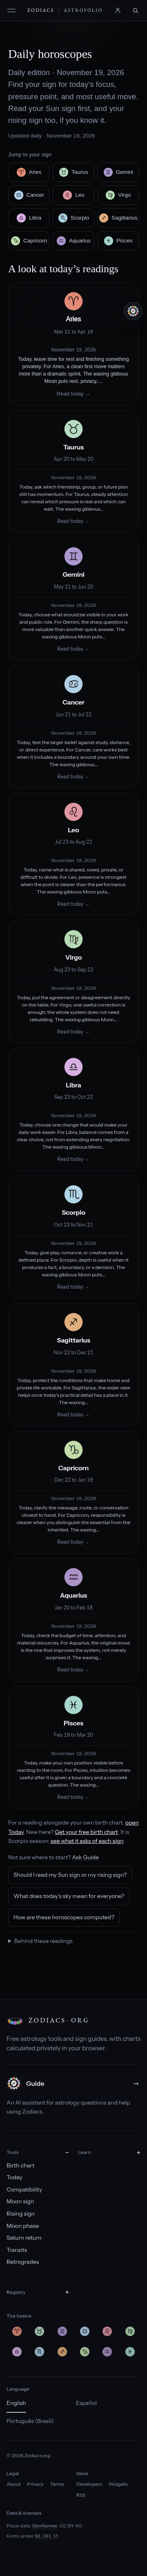 ZODIACS | ASTROFOLIO
Daily horoscopes
Daily edition · November 19, 2026
Find your sign for today's focus,
pressure point, and most useful move.
Read your Sun sign first, and your
rising sign too, if you know it.
Updated daily · November 19, 2026
Jump to your sign
Aries
Taurus
Gemini
Cancer
Leo
Virgo
Libra
Scorpio
Sagittarius
Capricorn
Aquarius
Pisces
A look at today's readings
Aries
Mar 21 to Apr 19
November 19, 2026
Today, leave time for rest and finishing something
privately. For Aries, a clean first move matters
more than a dramatic sprint. The waxing gibbous
Moon puts rest, privacy,...
Read today →
Taurus
Apr 20 to May 20
November 19, 2026
Today, ask which friendship, group, or future plan
still has momentum. For Taurus, steady attention
can reveal which pressure is real and which can
wait. The waxing gibbous...
Read today →
Gemini
May 21 to Jun 20
November 19, 2026
Today, choose what should be visible in your work
and public role. For Gemini, the sharp question is
more valuable than another answer. The waxing
gibbous Moon puts...
Read today →
Cancer
Jun 21 to Jul 22
November 19, 2026
Today, test the larger belief against study, distance,
or direct experience. For Cancer, care works best
when it includes a boundary around your own time.
The waxing gibbous...
Read today →
Leo
Jul 23 to Aug 22
November 19, 2026
Today, name what is shared, owed, private, or
difficult to undo. For Leo, presence is useful when
the point is clearer than the performance. The
waxing gibbous Moon puts...
Read today →
Virgo
Aug 23 to Sep 22
November 19, 2026
Today, put the agreement or disagreement directly
on the table. For Virgo, one useful correction is
enough; the whole system does not need
rebuilding. The waxing gibbous Moon...
Read today →
Libra
Sep 23 to Oct 22
November 19, 2026
Today, choose one change that would make your
daily work easier. For Libra, balance comes from a
clear choice, not from extending every negotiation.
The waxing gibbous Moon...
Read today →
Scorpio
Oct 23 to Nov 21
November 19, 2026
Today, give play, romance, or creative work a
defined place. For Scorpio, depth is useful when it
produces a fact, a boundary, or a decision. The
waxing gibbous Moon puts...
Read today →
Sagittarius
Nov 22 to Dec 21
November 19, 2026
Today, protect the conditions that make home and
private life workable. For Sagittarius, the wider
view helps only when a practical detail has a place
in it. The waxing...
Read today →
Capricorn
Dec 22 to Jan 19
November 19, 2026
Today, clarify the message, route, or conversation
closest to hand. For Capricorn, responsibility is
clearer when you distinguish the essential from the
inherited. The waxing...
Read today →
Aquarius
Jan 20 to Feb 18
November 19, 2026
Today, check the budget of time, attention, and
material resources. For Aquarius, the original move
is the one that improves the system, not merely
surprises it. The waxing...
Read today →
Pisces
Feb 19 to Mar 20
November 19, 2026
Today, make your own position visible before
reacting to the room. For Pisces, intuition becomes
useful after it is given a boundary and a concrete
question. The waxing...
Read today →
For a reading alongside your own birth chart, open
Today. New here? Get your free birth chart. It is
Scorpio season: see what it asks of each sign.
Not sure where to start? Ask Guide
Should I read my Sun sign or my rising sign?
What does today's sky mean for everyone?
How are these horoscopes computed?
▶ Behind these readings
ZODIACS · ORG
Free astrology tools and sign guides, with charts
calculated privately in your browser.
Guide →
An AI assistant for astrology questions and help
using Zodiacs.
Tools − Learn +
Birth chart
Today
Compatibility
Moon sign
Rising sign
Moon phase
Saturn return
Transits
Retrogrades
Registry +
The twelve
Language
English Español
Português (Brasil)
© 2026 Zodiacs.org
Legal More
About Privacy Terms Developers Widgets
RSS
Data & licenses
Place data: GeoNames · CC BY 4.0
Fonts under SIL OFL 1.1